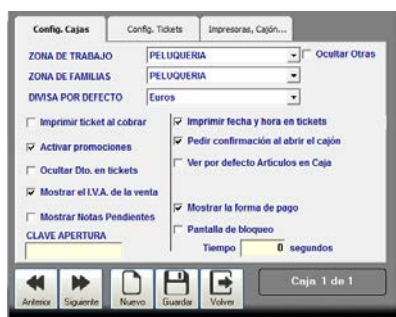 Config. Cajas Config. Tickets Impresoras, Cajón...
ZONA DE TRABAJO PELUQUERIA Ocultar Otras
ZONA DE FAMILIAS PELUQUERIA
DIVISA POR DEFECTO Euros
Imprimir ticket al cobrar Imprimir fecha y hora en tickets
Activar promociones Pedir confirmación al abrir el cajón
Ocultar Dto. en tickets Ver por defecto Artículos en Caja
Mostrar el I.V.A. de la venta
Mostrar la forma de pago
Mostrar Notas Pendientes Pantalla de bloqueo
CLAVE APERTURA
Tiempo 0 segundos
Anterior Siguiente Nuevo Guardar Volver Caja 1 de 1